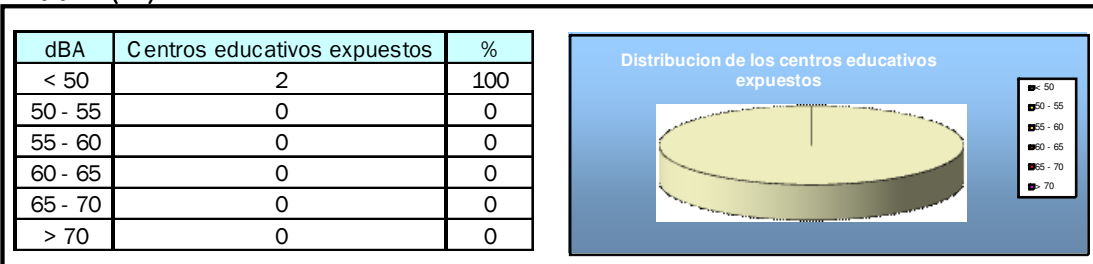 dBA Centros educativos expuestos %
< 50 2 100
50 - 55 0 0
55 - 60 0 0
60 - 65 0 0
65 - 70 0 0
> 70 0 0
Distribucion de los centros educativos
expuestos
< 50
50 - 55
55 - 60
60 - 65
65 - 70
> 70